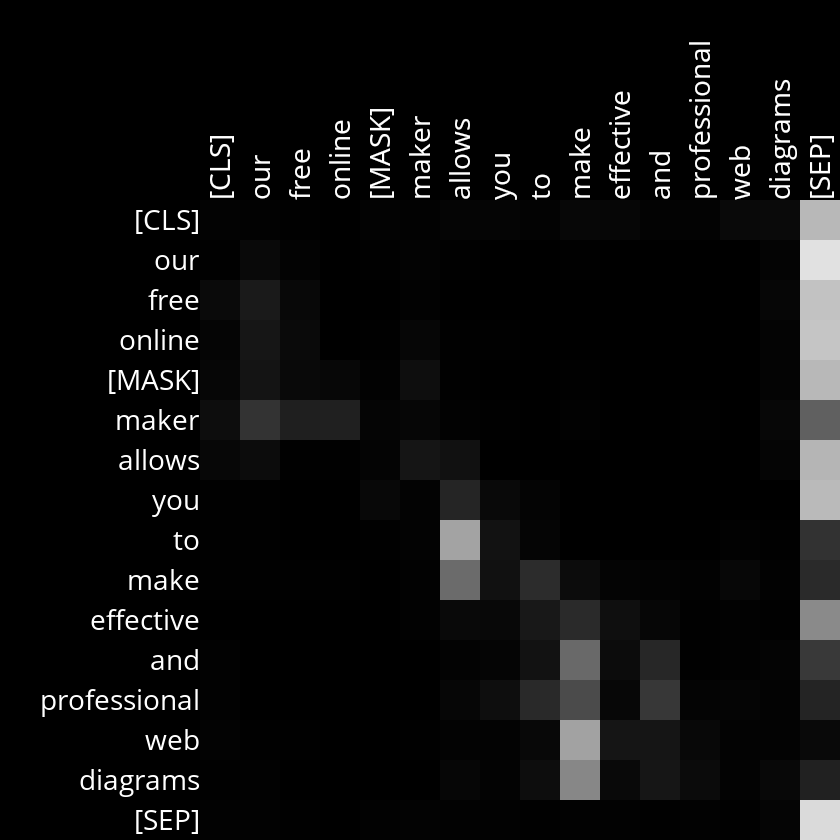 [CLS]
our
free
online
[MASK]
maker
allows
you
to
make
effective
and
professional
web
diagrams
[SEP]
[CLS]
our
free
online
[MASK]
maker
allows
you
to
make
effective
and
professional
web
diagrams
[SEP]